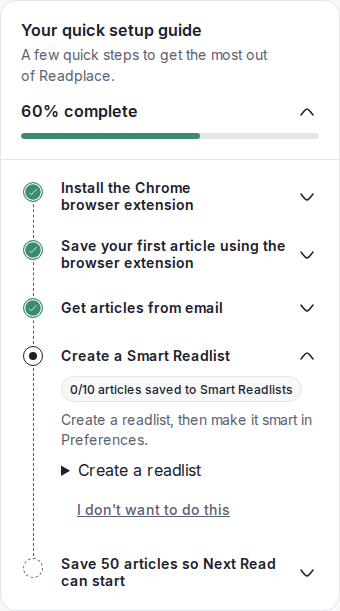 Your quick setup guide
A few quick steps to get the most out
of Readplace.
60% complete
Install the Chrome
browser extension
Save your first article using the
browser extension
Get articles from email
Create a Smart Readlist
0/10 articles saved to Smart Readlists
Create a readlist, then make it smart in
Preferences.
Create a readlist
I don't want to do this
Save 50 articles so Next Read
can start